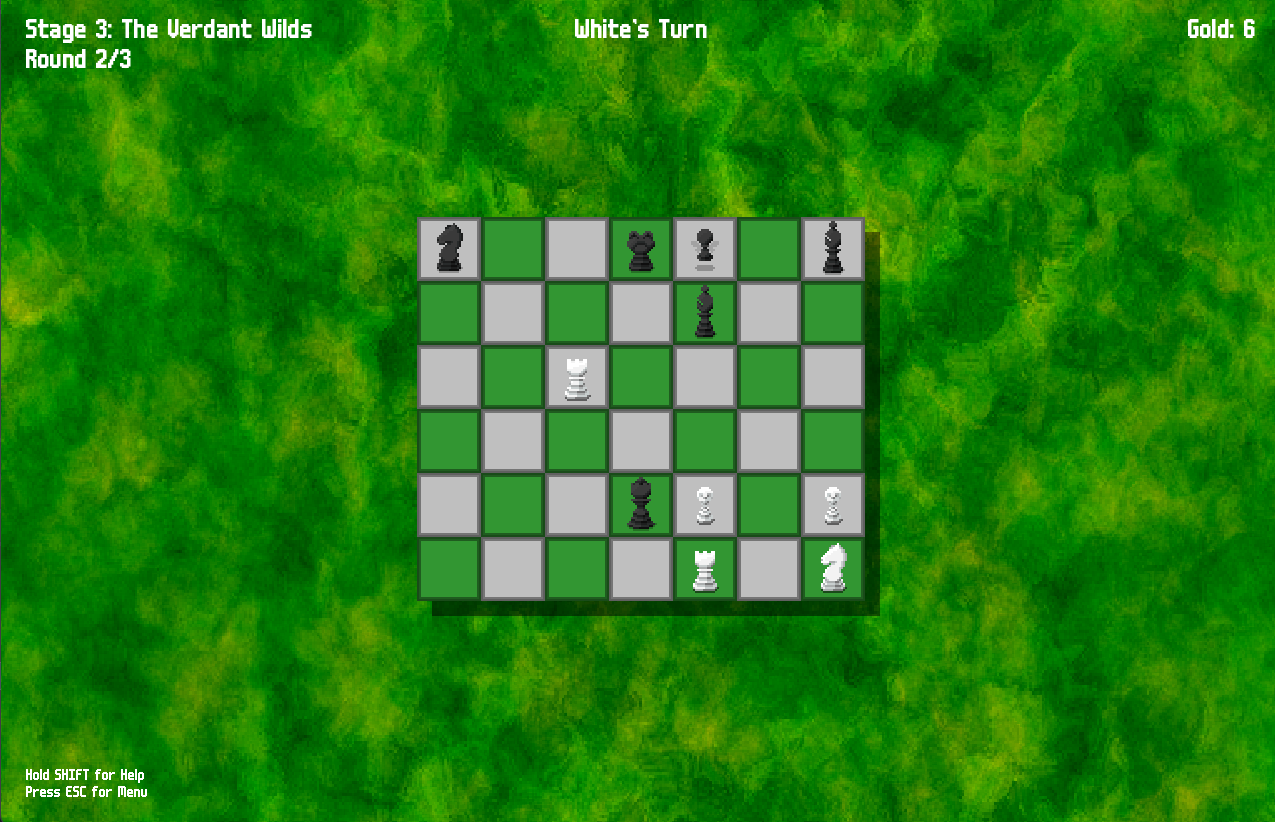 Stage 3: The Verdant Wilds
White's Turn
Gold: 6
Round 2/3
Hold SHIFT for Help
Press ESC for Menu